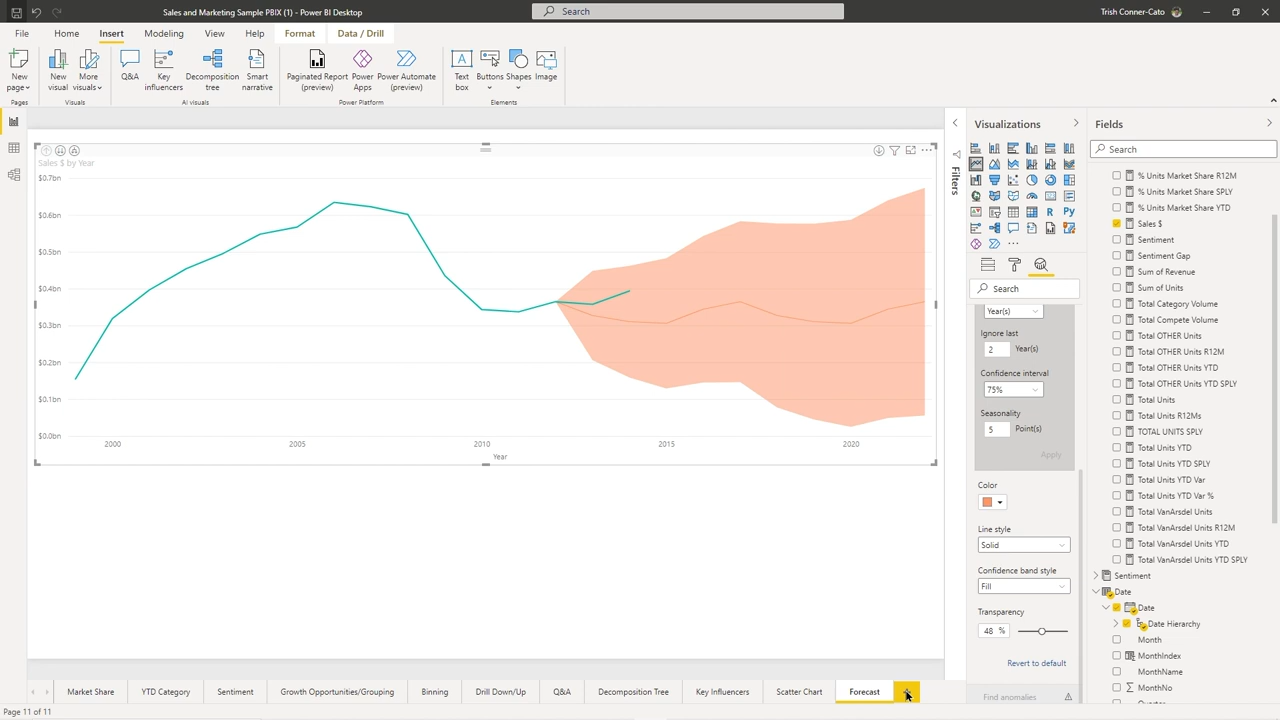 Sales and Marketing Sample PBIX (1) - Power BI Desktop
Search
Trish Conner-Cato
File Home Insert Modeling View Help Format Data / Drill
New page
New visual
More visuals
Q&A
Key influencers
Decomposition tree
Smart narrative
Paginated Report (preview)
Power Apps
Power Automate (preview)
Text box
Buttons
Shapes
Image
Pages
Visuals
AI visuals
Power Platform
Elements
Sales $ by Year
$0.7bn
$0.6bn
$0.5bn
$0.4bn
$0.3bn
$0.2bn
$0.1bn
$0.0bn
2000 2005 2010 2015 2020
Year
Filters
Visualizations
R
Py
Search
Year(s)
Ignore last
2 Year(s)
Confidence interval
75%
Seasonality
5 Point(s)
Apply
Color
Line style
Solid
Confidence band style
Fill
Transparency
48 %
Revert to default
Find anomalies
Fields
Search
% Units Market Share R12M
% Units Market Share SPLY
% Units Market Share YTD
Sales $
Sentiment
Sentiment Gap
Sum of Revenue
Sum of Units
Total Category Volume
Total Compete Volume
Total OTHER Units
Total OTHER Units R12M
Total OTHER Units YTD
Total OTHER Units YTD SPLY
Total Units
Total Units R12Ms
TOTAL UNITS SPLY
Total Units YTD
Total Units YTD SPLY
Total Units YTD Var
Total Units YTD Var %
Total VanArsdel Units
Total VanArsdel Units R12M
Total VanArsdel Units YTD
Total VanArsdel Units YTD SPLY
Sentiment
Date
Date
Date Hierarchy
Month
MonthIndex
MonthName
MonthNo
Quarter
Market Share YTD Category Sentiment Growth Opportunities/Grouping Binning Drill Down/Up Q&A Decomposition Tree Key Influencers Scatter Chart Forecast
Page 11 of 11